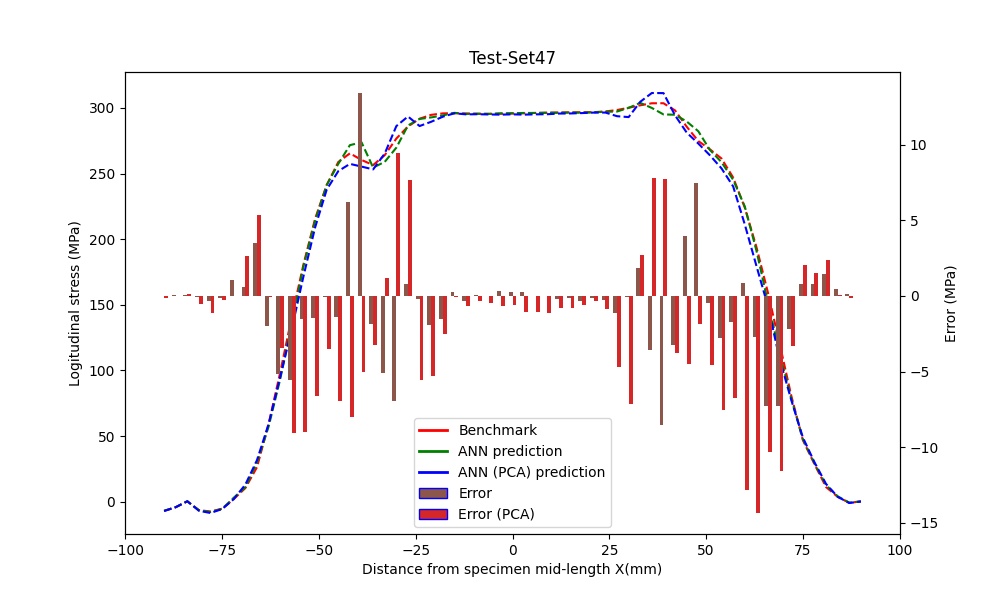 Test-Set47
Logitudinal stress (MPa)
300
250
200
150
100
50
0
10
5
0
−5
−10
−15
Error (MPa)
Benchmark
ANN prediction
ANN (PCA) prediction
Error
Error (PCA)
−100 −75 −50 −25 0 25 50 75 100
Distance from specimen mid-length X(mm)